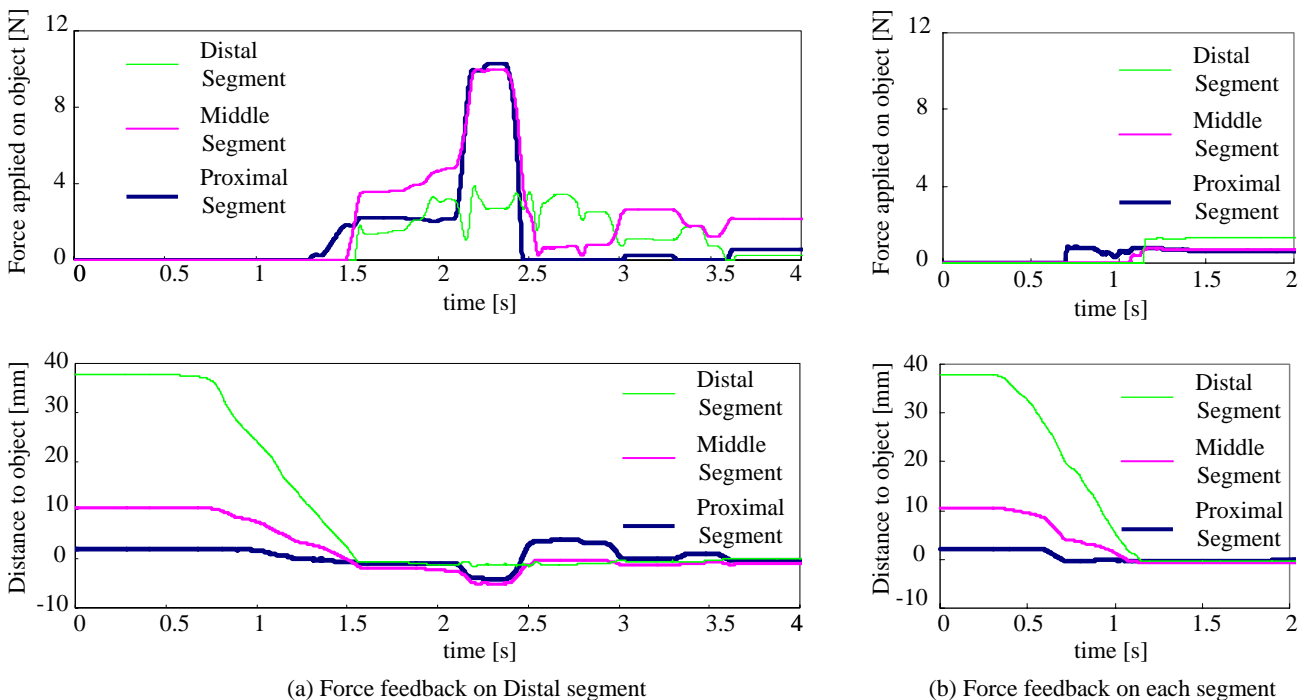 Force applied on object [N]
12
8
4
0
Distal
Segment
Middle
Segment
Proximal
Segment
0 0.5 1 1.5 2 2.5 3 3.5 4
time [s]
Force applied on object [N]
12
8
4
0
Distal
Segment
Middle
Segment
Proximal
Segment
0 0.5 1 1.5 2
time [s]
Distance to object [mm]
40
30
20
10
0
-10
Distal
Segment
Middle
Segment
Proximal
Segment
0 0.5 1 1.5 2 2.5 3 3.5 4
time [s]
Distance to object [mm]
40
30
20
10
0
-10
Distal
Segment
Middle
Segment
Proximal
Segment
0 0.5 1 1.5 2
time [s]
(a) Force feedback on Distal segment
(b) Force feedback on each segment